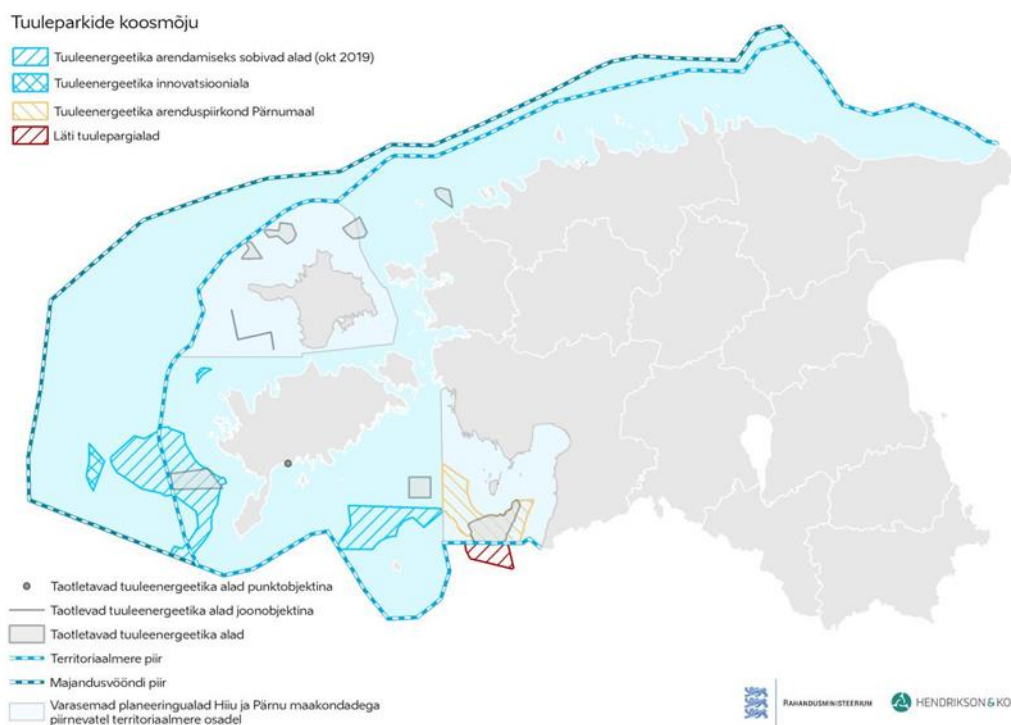 Tuuleparkide koosmõju
Tuuleenergeetika arendamiseks sobivad alad (okt 2019)
Tuuleenergeetika innovatsiooniala
Tuuleenergeetika arenduspiirkond Pärnumaal
Läti tuulepargialad
Taotletavad tuuleenergeetika alad punktobjektina
Taotlevad tuuleenergeetika alad joonobjektina
Taotletavad tuuleenergeetika alad
Territoriaalmere piir
Majandusvööndi piir
Varasemad planeeringualad Hiiu ja Pärnu maakondadega
piirnevatel territoriaalmere osadel
RAHANDUSMINISTEERIUM
HENDRIKSON & KO